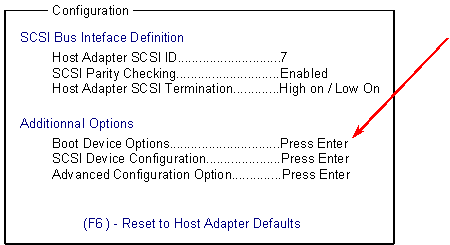 Configuration
SCSI Bus Inteface Definition
Host Adapter SCSI ID.............................7
SCSI Parity Checking.............................Enabled
Host Adapter SCSI Termination.............High on / Low On
Additionnal Options
Boot Device Options...............................Press Enter
SCSI Device Configuration.....................Press Enter
Advanced Configuration Option..............Press Enter
(F6 ) - Reset to Host Adapter Defaults